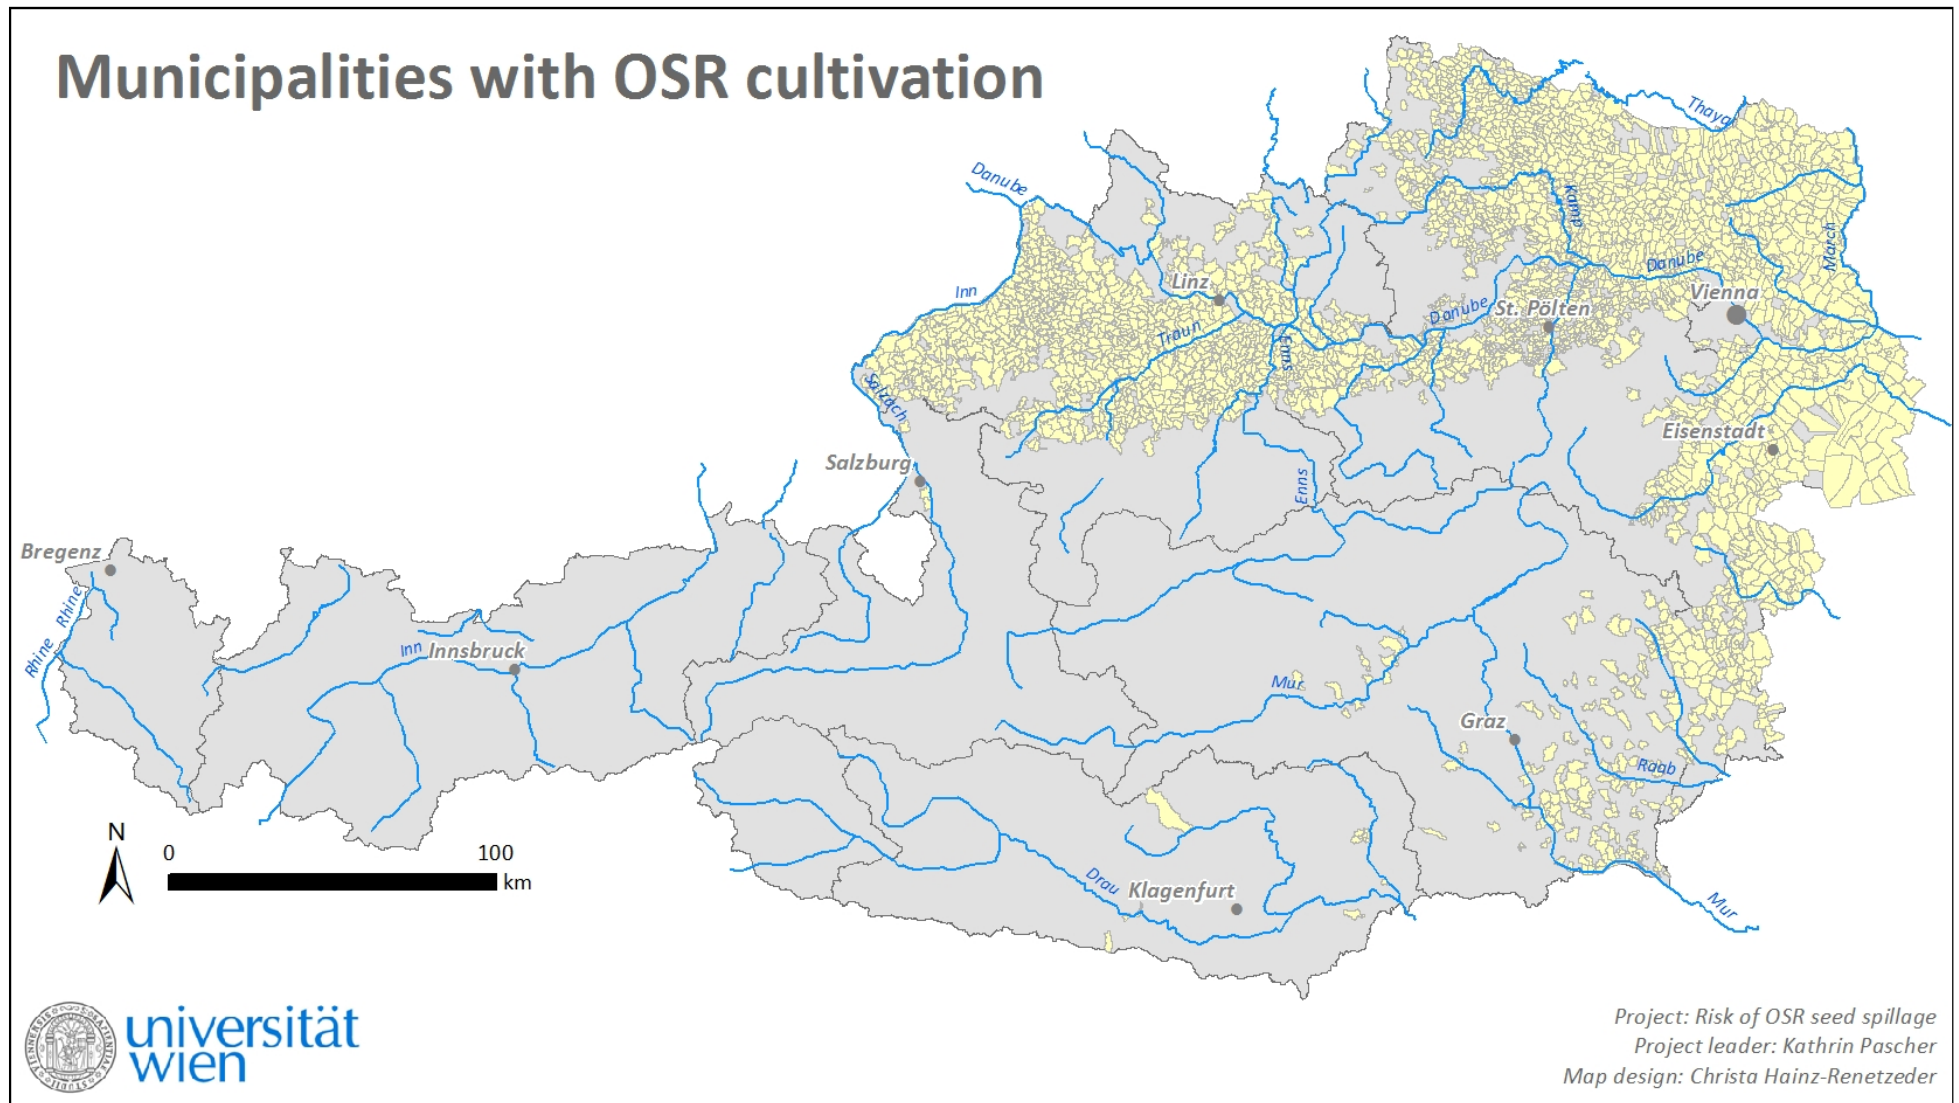 Municipalities with OSR cultivation
Thaya
Danube
Kamp
March
Linz
Danube
Inn
Vienna
Danube
St. Pölten
Traun
Enns
Salzach
Eisenstadt
Salzburg
Enns
Bregenz
Rhine
Rhine
Inn
Innsbruck
Mur
Graz
Raab
N
0
100
km
Drau
Klagenfurt
Mur
universität
wien
Project: Risk of OSR seed spillage
Project leader: Kathrin Pascher
Map design: Christa Hainz-Renetzeder